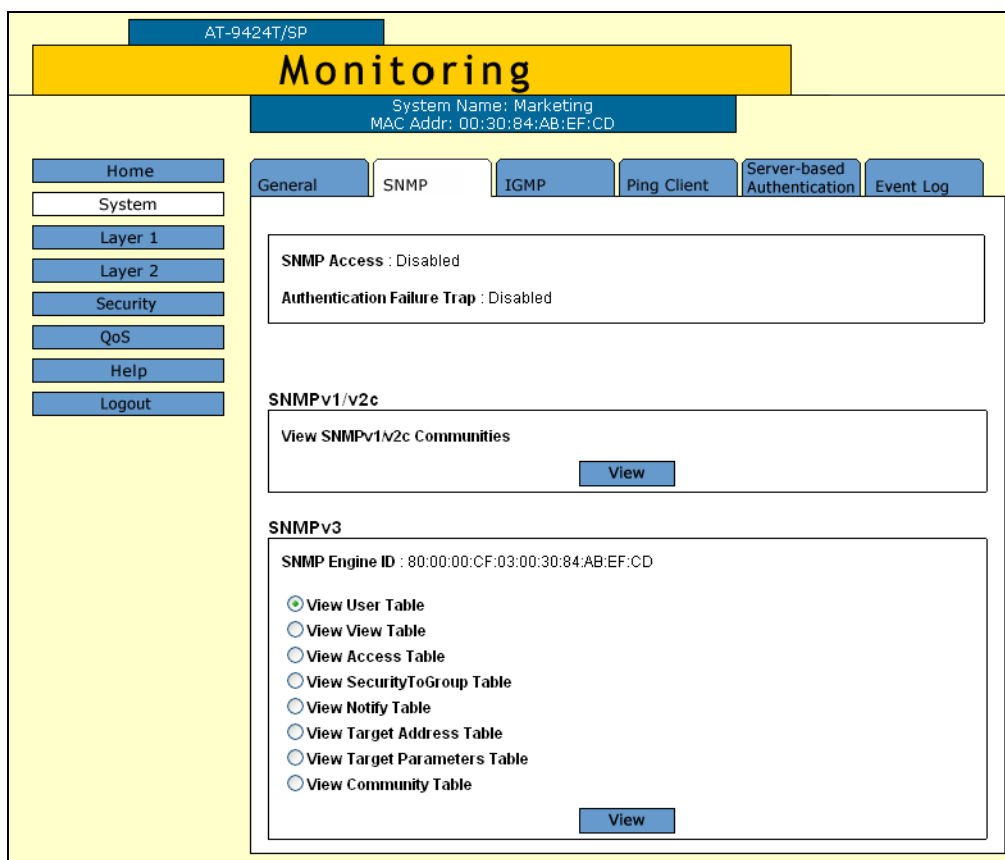 AT-9424T/SP
Monitoring
System Name: Marketing
MAC Addr: 00:30:84:AB:EF:CD
Home
System
Layer 1
Layer 2
Security
QoS
Help
Logout
General
SNMP
IGMP
Ping Client
Server-based
Authentication
Event Log
SNMP Access : Disabled
Authentication Failure Trap : Disabled
SNMPv1/v2c
View SNMPv1/v2c Communities
View
SNMPv3
SNMP Engine ID : 80:00:00:CF:03:00:30:84:AB:EF:CD
View User Table
View View Table
View Access Table
View SecurityToGroup Table
View Notify Table
View Target Address Table
View Target Parameters Table
View Community Table
View